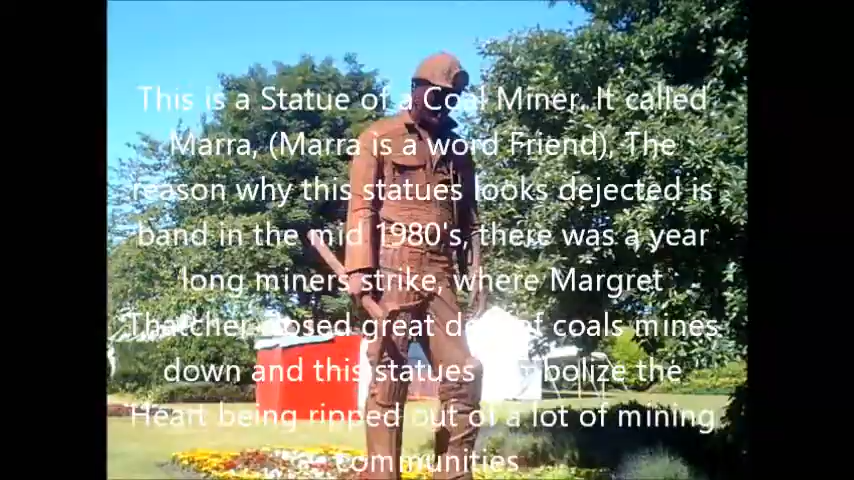 This is a Statue of a Coal Miner. It called
Marra, (Marra is a word Friend), The
reason why this statues looks dejected is
band in the mid 1980's, there was a year
long miners strike, where Margret
Thatcher closed great deal of coals mines
down, and this statues symbolize the
Heart being ripped out of a lot of mining
communities